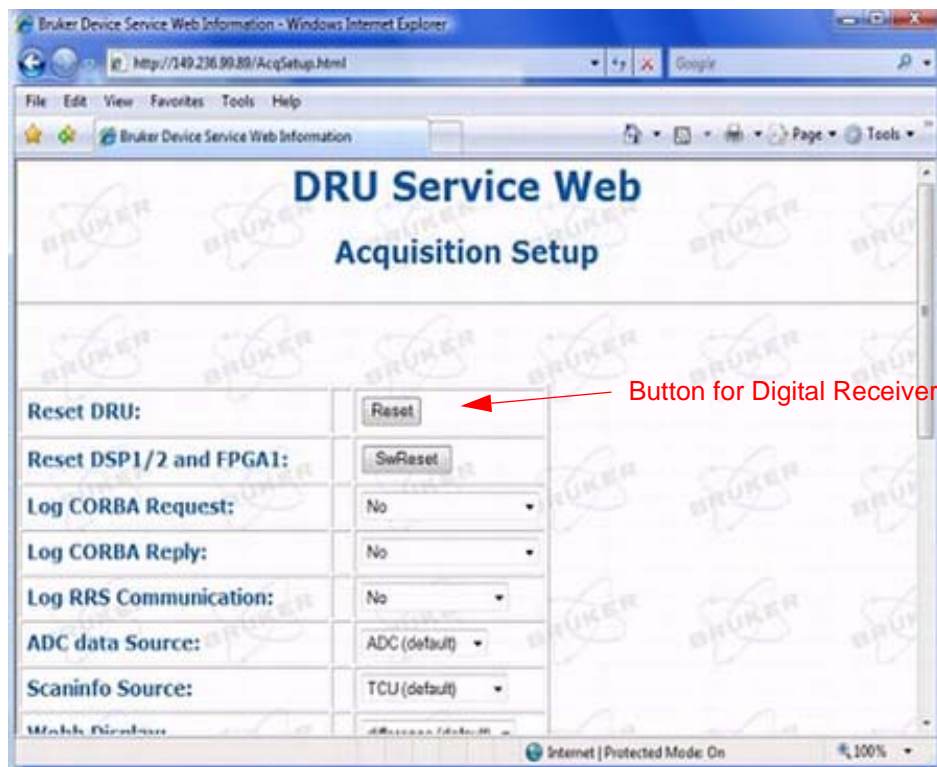 Bruker Device Service Web Information - Windows Internet Explorer
http://149.236.99.89/AcqSetup.html
Google
File Edit View Favorites Tools Help
Bruker Device Service Web Information
Page Tools
DRU Service Web
Acquisition Setup
Reset DRU:
Reset
Button for Digital Receiver
Reset DSP1/2 and FPGA1:
SwReset
Log CORBA Request:
No
Log CORBA Reply:
No
Log RRS Communication:
No
ADC data Source:
ADC (default)
Scaninfo Source:
TCU (default)
Internet | Protected Mode: On
100%
BRUKER